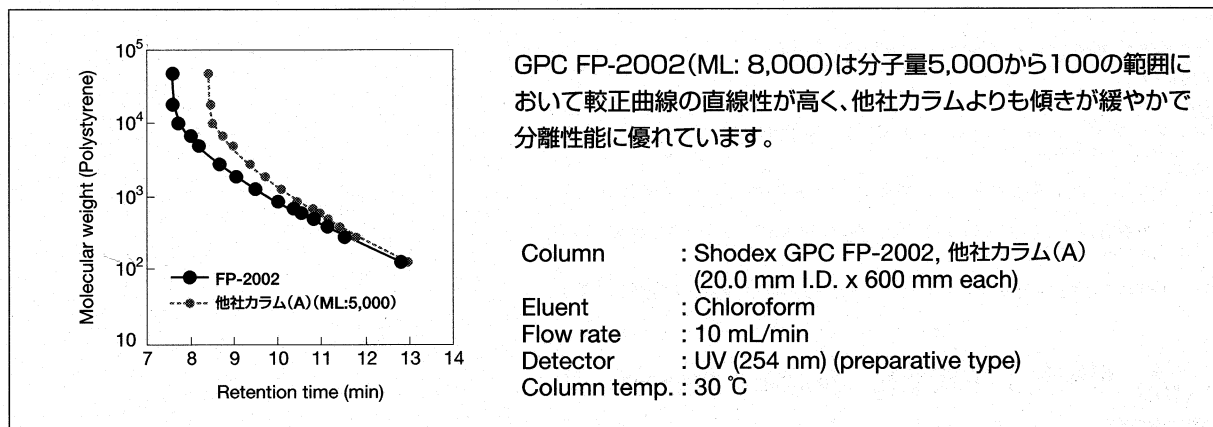 10⁵
10⁴
10³
10²
10
Molecular weight (Polystyrene)
FP-2002
他社カラム(A)(ML:5,000)
7 8 9 10 11 12 13 14
Retention time (min)
GPC FP-2002(ML: 8,000)は分子量5,000から100の範囲に
おいて較正曲線の直線性が高く、他社カラムよりも傾きが緩やかで
分離性能に優れています。
Column : Shodex GPC FP-2002, 他社カラム(A)
(20.0 mm I.D. x 600 mm each)
Eluent : Chloroform
Flow rate : 10 mL/min
Detector : UV (254 nm) (preparative type)
Column temp. : 30 ℃